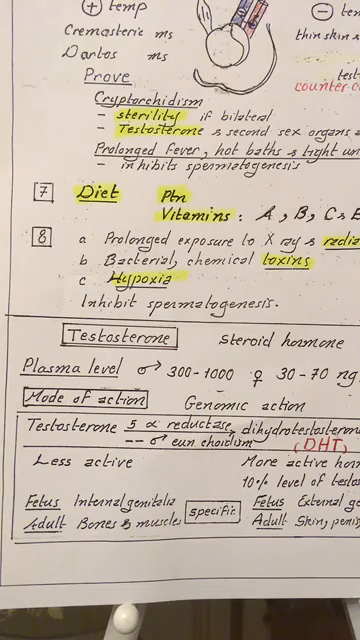 (+) temp
(−)
Cremasteric ms
thin skin &
Dartos ms
Prove
test
counter-c
Cryptorchidism
- sterility if bilateral
- Testosterone & second sex organs
Prolonged fever, hot baths & tight un
- inhibits spermatogenesis
7 Diet Ptn
Vitamins: A, B, C & E
8 a Prolonged exposure to X ray & radia
b Bacterial, chemical toxins
c Hypoxia
Inhibit spermatogenesis.
Testosterone Steroid hormone
Plasma level ♂ 300-1000 ♀ 30-70 ng
Mode of action Genomic action
Testosterone 5 α reductase → dihydrotestosterone
-- ♂ eunchoidism (DHT)
Less active More active hor
10% level of testo
Fetus Internal genitalia specific Fetus External ge
Adult Bones & muscles Adult Skin, penis